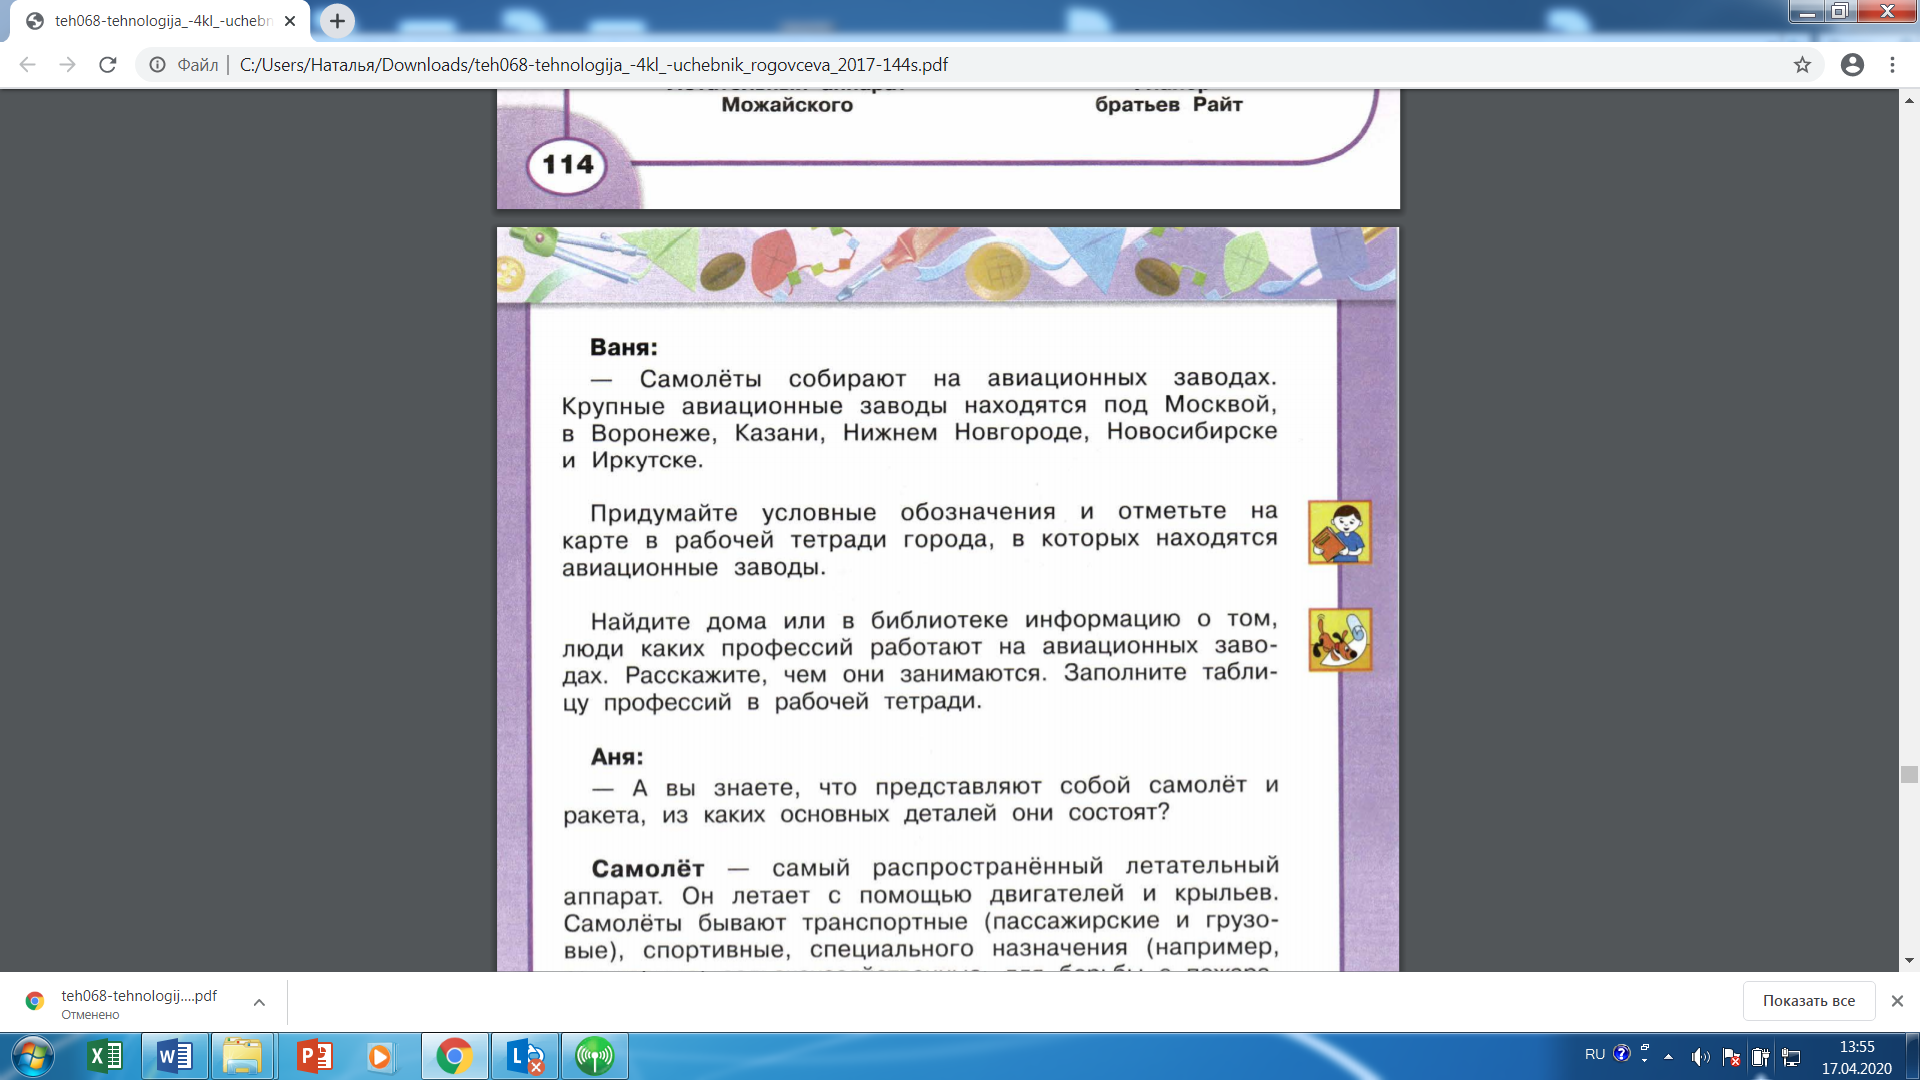 teh068-tehnologija_-4kl_-uchebn
Файл
C:/Users/Наталья/Downloads/teh068-tehnologija_-4kl_-uchebnik_rogovceva_2017-144s.pdf
Можайского
братьев Райт
114
Ваня:
— Самолёты собирают на авиационных заводах.
Крупные авиационные заводы находятся под Москвой,
в Воронеже, Казани, Нижнем Новгороде, Новосибирске
и Иркутске.
Придумайте условные обозначения и отметьте на
карте в рабочей тетради города, в которых находятся
авиационные заводы.
Найдите дома или в библиотеке информацию о том,
люди каких профессий работают на авиационных заво-
дах. Расскажите, чем они занимаются. Заполните табли-
цу профессий в рабочей тетради.
Аня:
— А вы знаете, что представляют собой самолёт и
ракета, из каких основных деталей они состоят?
Самолёт — самый распространённый летательный
аппарат. Он летает с помощью двигателей и крыльев.
Самолёты бывают транспортные (пассажирские и грузо-
вые), спортивные, специального назначения (например,
teh068-tehnologij....pdf
Отменено
Показать все
RU
13:55
17.04.2020